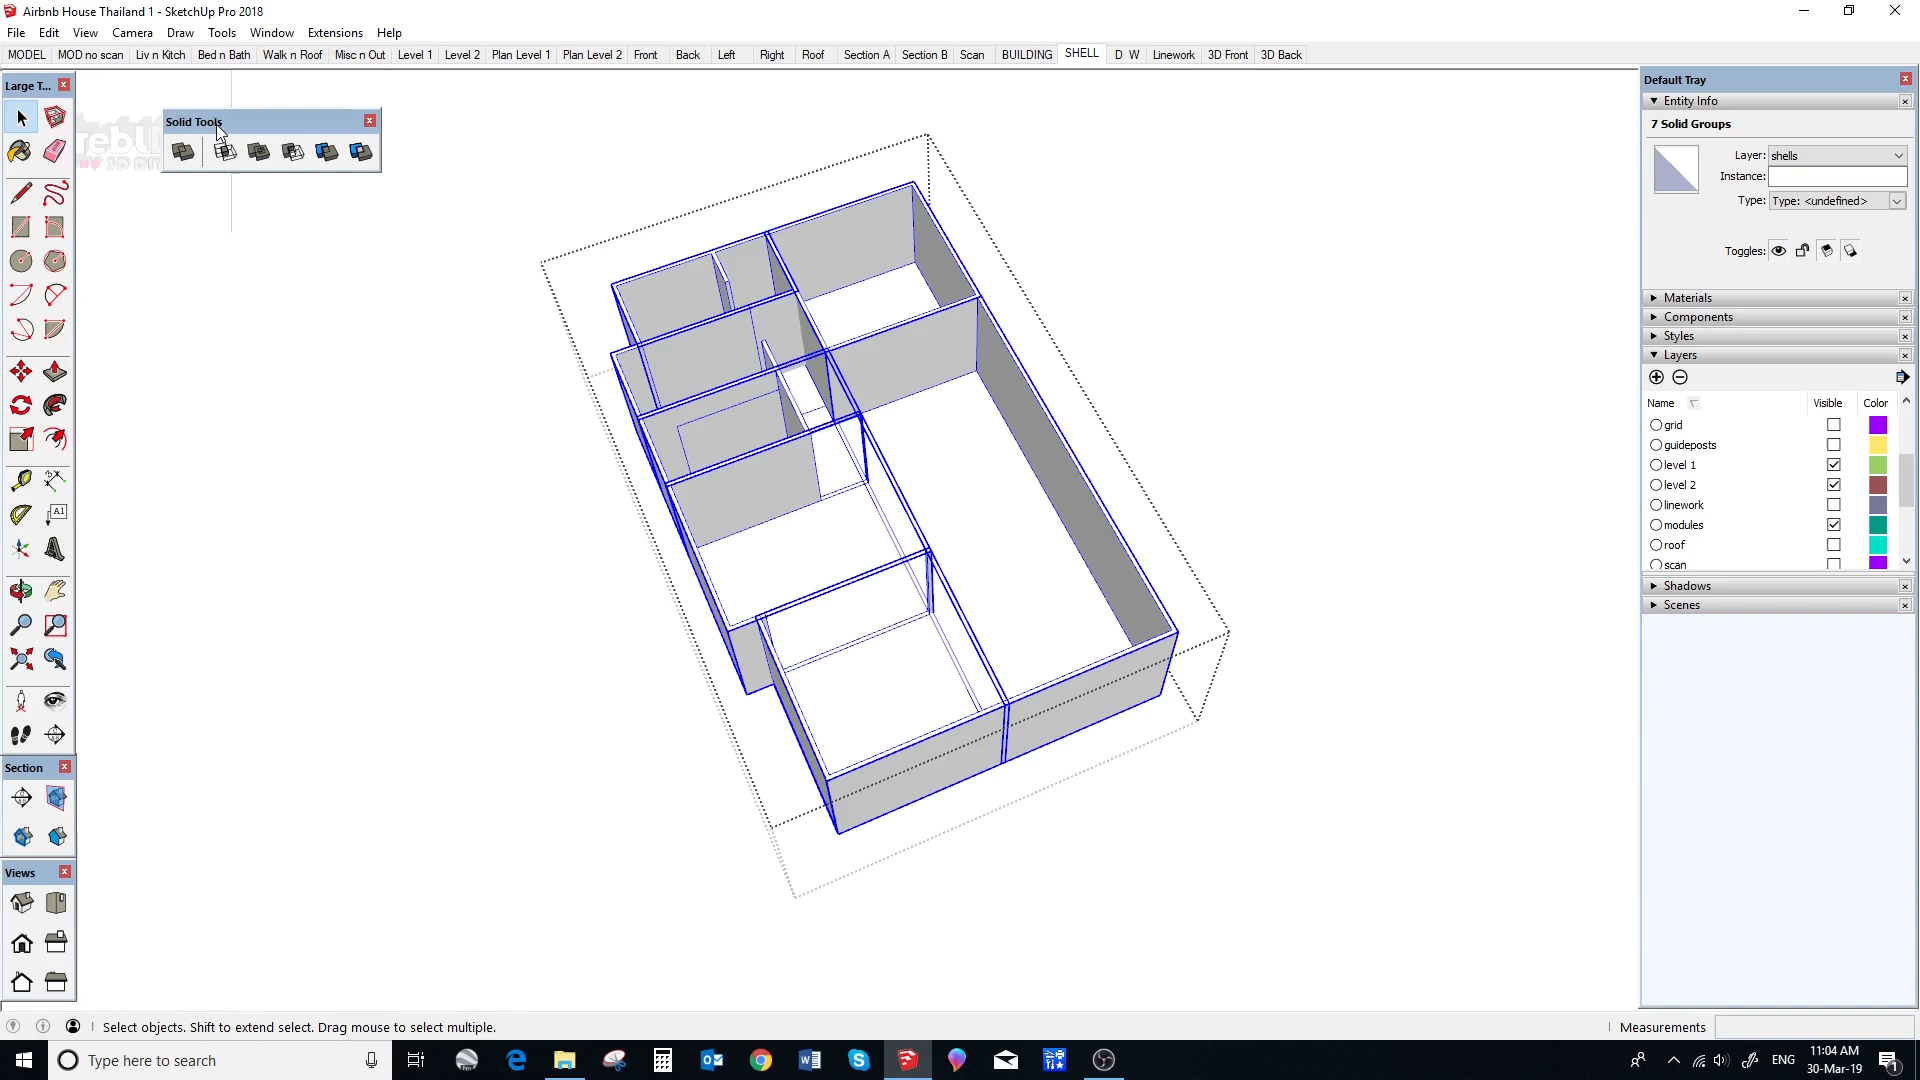 Airbnb House Thailand 1 - SketchUp Pro 2018
File Edit View Camera Draw Tools Window Extensions Help
MODEL MOD no scan Liv n Kitch Bed n Bath Walk n Roof Misc n Out Level 1 Level 2 Plan Level 1 Plan Level 2 Front Back Left Right Roof Section A Section B Scan BUILDING SHELL D W Linework 3D Front 3D Back
Large T...
Solid Tools
A1
Section
Views
Default Tray
Entity Info
7 Solid Groups
Layer: shells
Instance:
Type: Type: <undefined>
Toggles:
Materials
Components
Styles
Layers
Name Visible Color
grid
guideposts
level 1
level 2
linework
modules
roof
scan
Shadows
Scenes
Select objects. Shift to extend select. Drag mouse to select multiple.
Measurements
Type here to search
ENG
11:04 AM
30-Mar-19
1